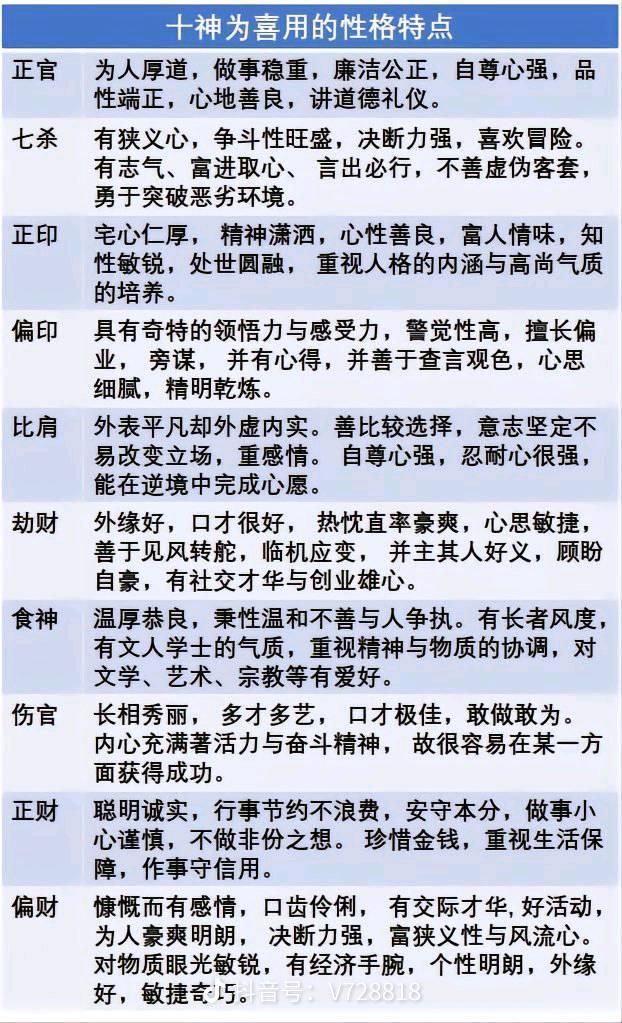 十神为喜用的性格特点
正官 为人厚道，做事稳重，廉洁公正，自尊心强，品
性端正，心地善良，讲道德礼仪。
七杀 有狭义心，争斗性旺盛，决断力强，喜欢冒险。
有志气、富进取心、 言出必行，不善虚伪客套，
勇于突破恶劣环境。
正印 宅心仁厚， 精神潇洒，心性善良，富人情味，知
性敏锐，处世圆融， 重视人格的内涵与高尚气质
的培养。
偏印 具有奇特的领悟力与感受力，警觉性高，擅长偏
业， 旁谋， 并有心得，并善于查言观色，心思
细腻，精明乾炼。
比肩 外表平凡却外虚内实。善比较选择，意志坚定不
易改变立场，重感情。 自尊心强，忍耐心很强，
能在逆境中完成心愿。
劫财 外缘好，口才很好， 热忱直率豪爽，心思敏捷，
善于见风转舵，临机应变， 并主其人好义，顾盼
自豪，有社交才华与创业雄心。
食神 温厚恭良，秉性温和不善与人争执。有长者风度，
有文人学士的气质，重视精神与物质的协调，对
文学、艺术、宗教等有爱好。
伤官 长相秀丽， 多才多艺， 口才极佳，敢做敢为。
内心充满著活力与奋斗精神， 故很容易在某一方
面获得成功。
正财 聪明诚实，行事节约不浪费，安守本分，做事小
心谨慎，不做非份之想。 珍惜金钱，重视生活保
障，作事守信用。
偏财 慷慨而有感情，口齿伶俐， 有交际才华,好活动，
为人豪爽明朗， 决断力强，富狭义性与风流心。
对物质眼光敏锐，有经济手腕，个性明朗，外缘
好，敏捷奇巧。
抖音号：V728818